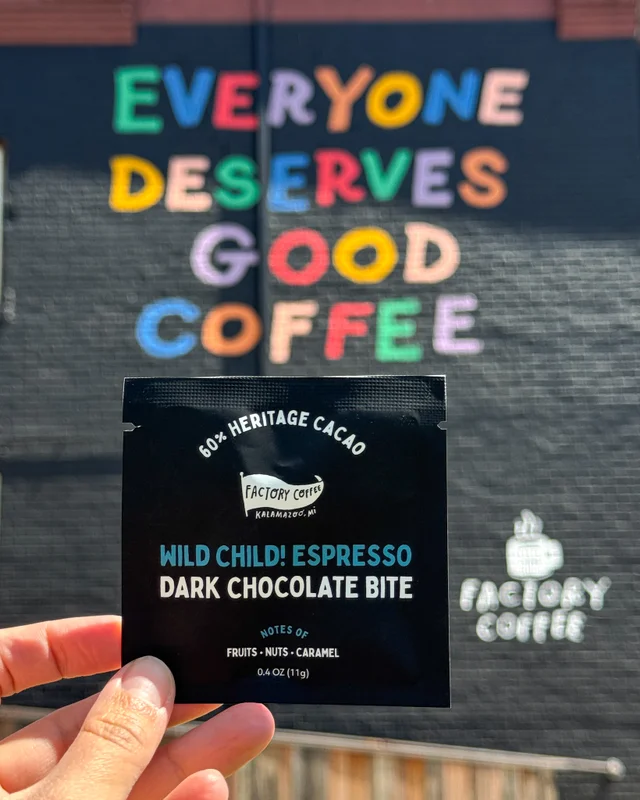 EVERYONE
DESERVES
GOOD
COFFEE
60% HERITAGE CACAO
FACTORY COFFEE
KALAMAZOO, MI
WILD CHILD! ESPRESSO
DARK CHOCOLATE BITE
NOTES OF
FRUITS • NUTS • CARAMEL
0.4 OZ (11g)
FACTORY
COFFEE